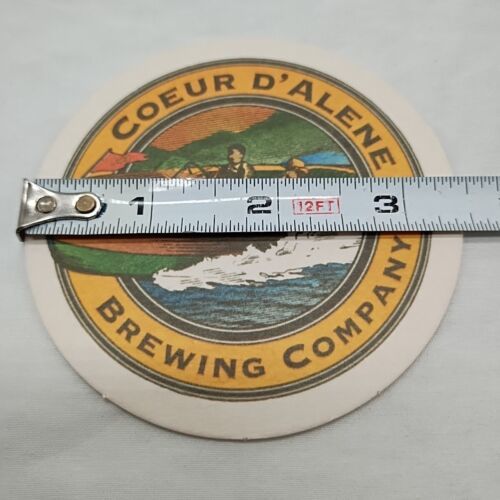 COEUR D'ALENE
1 2 12FT 3
BREWING COMPANY